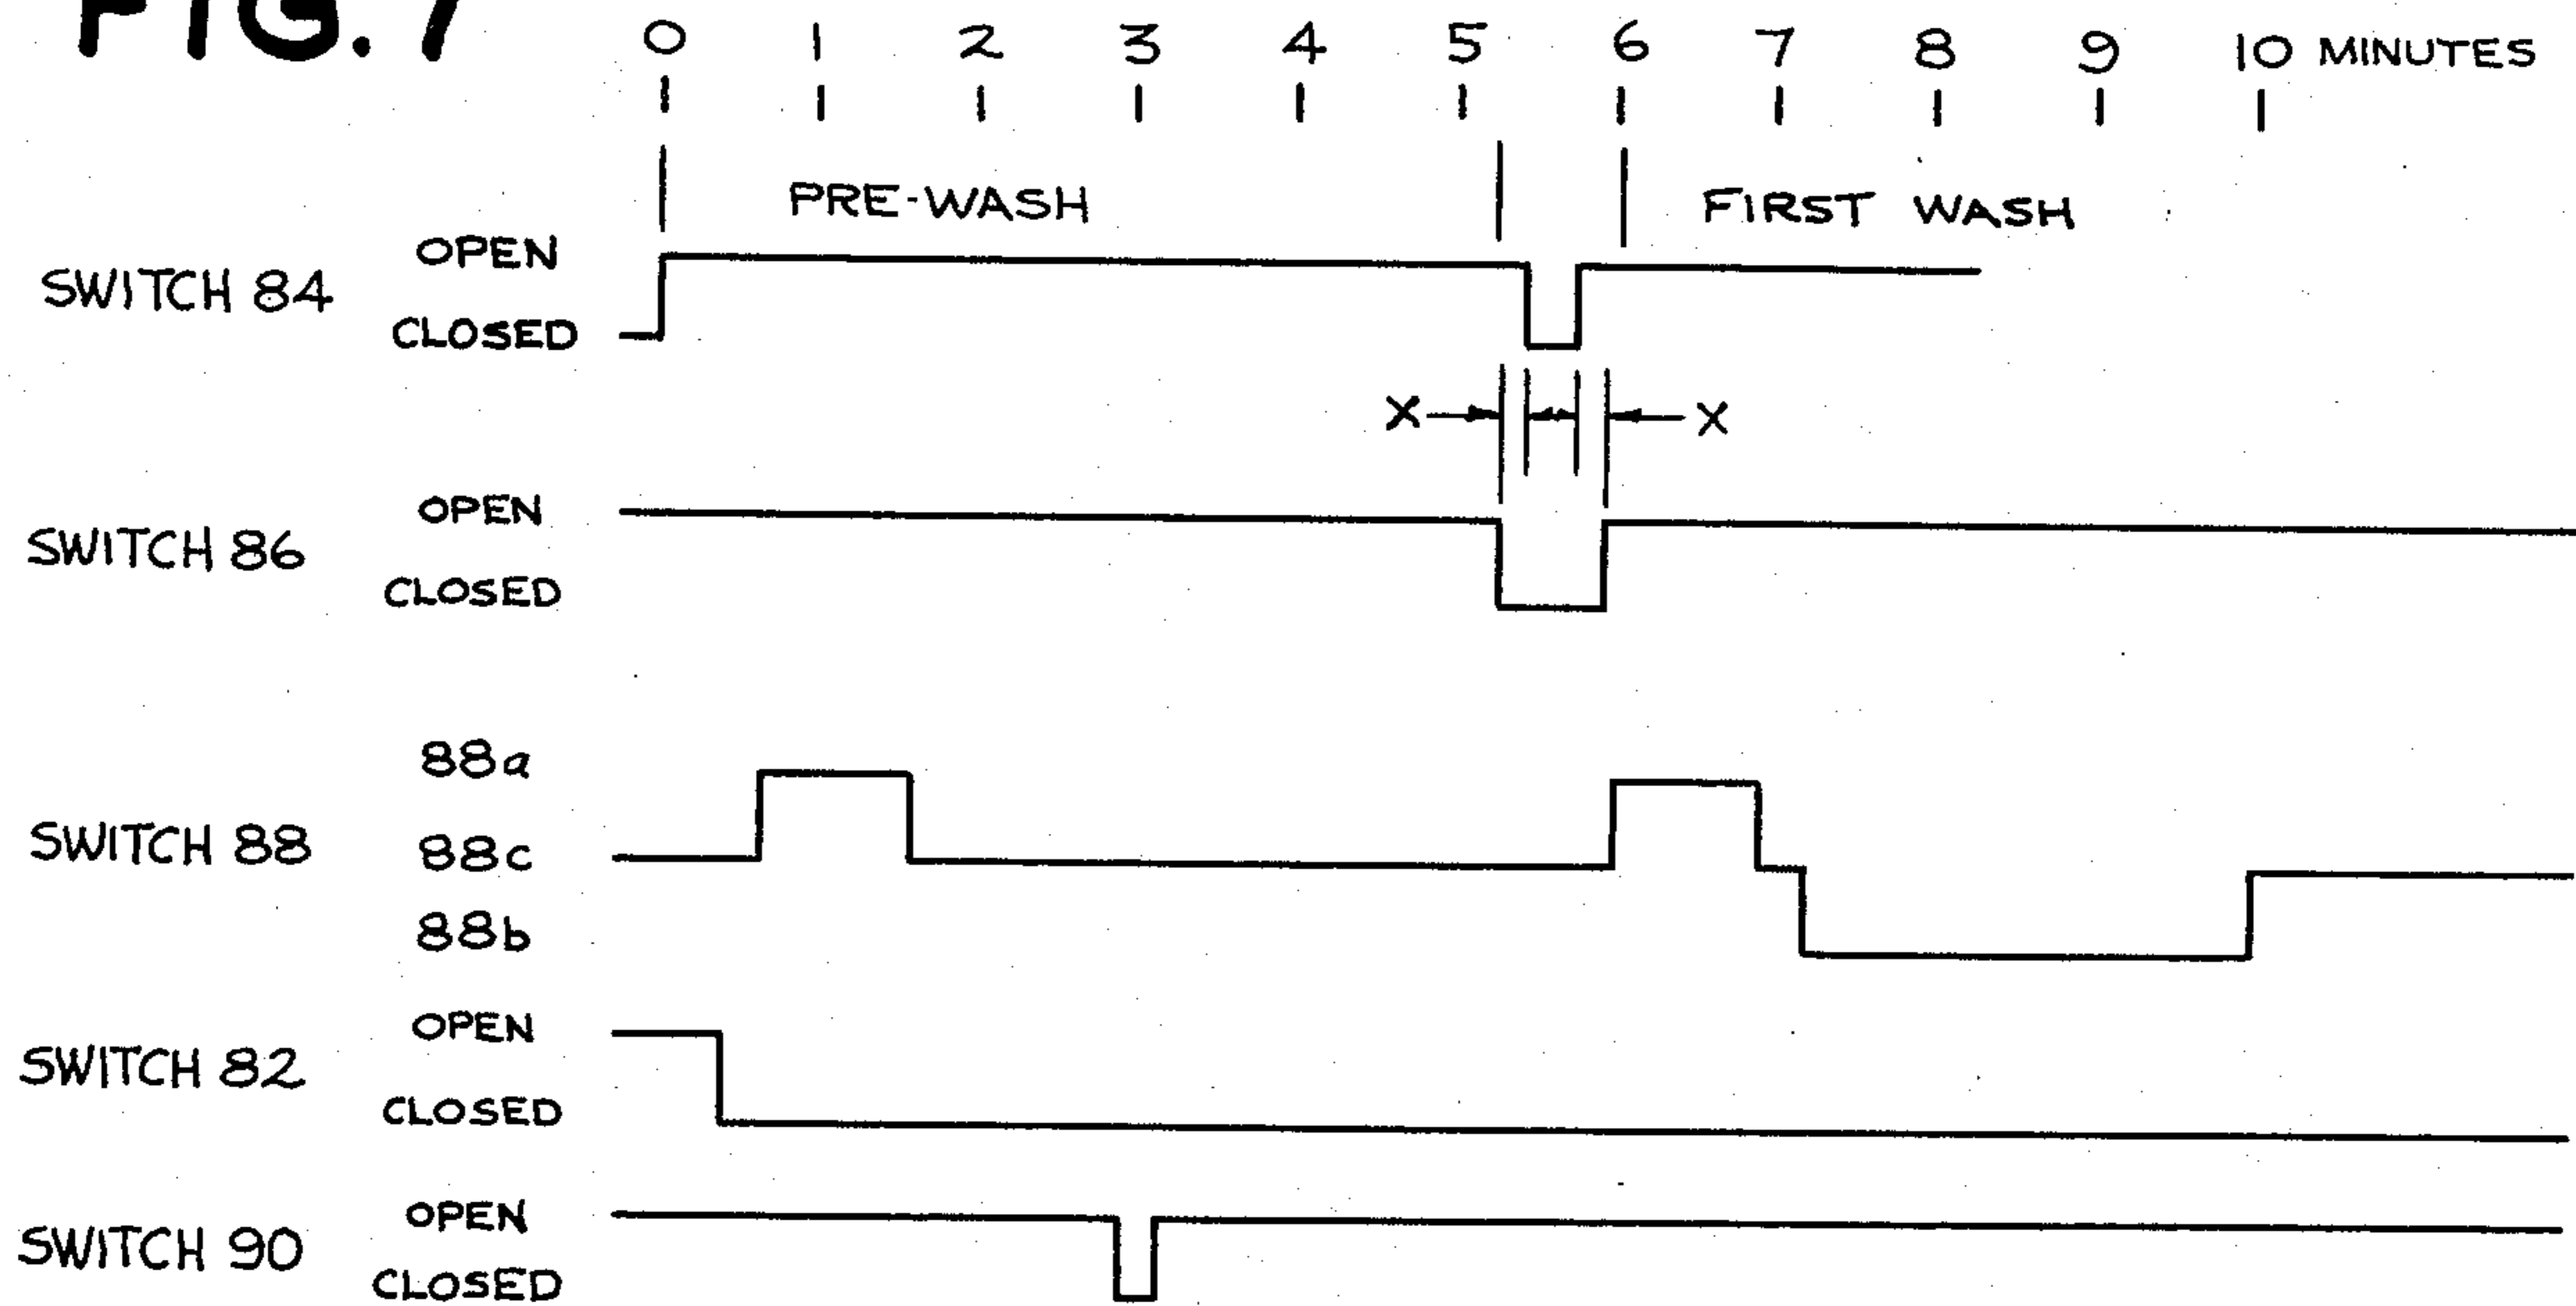 FIG. 7
0 1 2 3 4 5 6 7 8 9 10 MINUTES
PRE-WASH FIRST WASH
OPEN
SWITCH 84
CLOSED
X X
OPEN
SWITCH 86
CLOSED
88a
SWITCH 88 88c
88b
OPEN
SWITCH 82
CLOSED
OPEN
SWITCH 90
CLOSED